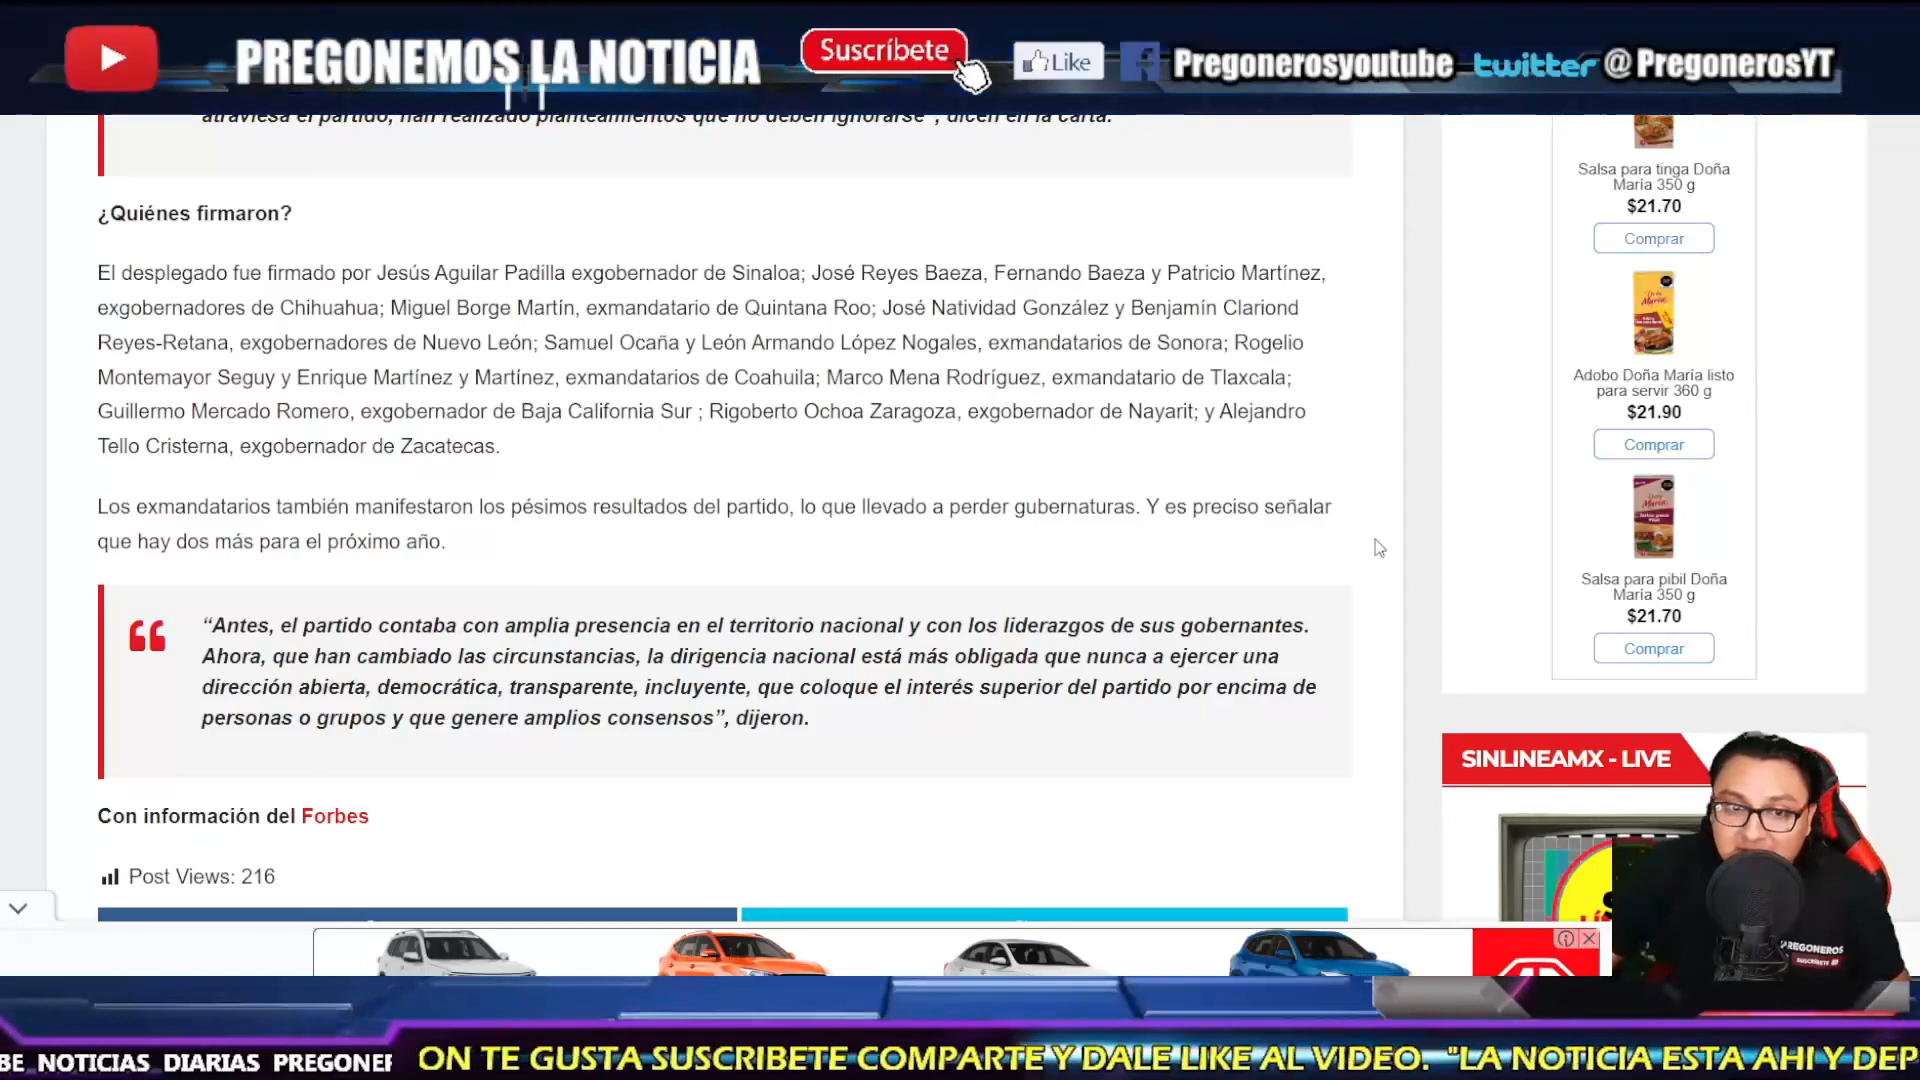 PREGONEMOS LA NOTICIA
Suscríbete
Like
Pregonerosyoutube
twitter @PregonerosYT
atraviesa el partido, han realizado planteamientos que no deben ignorarse”, dicen en la carta.
¿Quiénes firmaron?
El desplegado fue firmado por Jesús Aguilar Padilla exgobernador de Sinaloa; José Reyes Baeza, Fernando Baeza y Patricio Martínez,
exgobernadores de Chihuahua; Miguel Borge Martín, exmandatario de Quintana Roo; José Natividad González y Benjamín Clariond
Reyes-Retana, exgobernadores de Nuevo León; Samuel Ocaña y León Armando López Nogales, exmandatarios de Sonora; Rogelio
Montemayor Seguy y Enrique Martínez y Martínez, exmandatarios de Coahuila; Marco Mena Rodríguez, exmandatario de Tlaxcala;
Guillermo Mercado Romero, exgobernador de Baja California Sur ; Rigoberto Ochoa Zaragoza, exgobernador de Nayarit; y Alejandro
Tello Cristerna, exgobernador de Zacatecas.
Los exmandatarios también manifestaron los pésimos resultados del partido, lo que llevado a perder gubernaturas. Y es preciso señalar
que hay dos más para el próximo año.
“Antes, el partido contaba con amplia presencia en el territorio nacional y con los liderazgos de sus gobernantes.
Ahora, que han cambiado las circunstancias, la dirigencia nacional está más obligada que nunca a ejercer una
dirección abierta, democrática, transparente, incluyente, que coloque el interés superior del partido por encima de
personas o grupos y que genere amplios consensos”, dijeron.
Con información del Forbes
Post Views: 216
Salsa para tinga Doña
María 350 g
$21.70
Comprar
Adobo Doña María listo
para servir 360 g
$21.90
Comprar
Salsa para pibil Doña
María 350 g
$21.70
Comprar
SINLINEAMX - LIVE
PREGONEROS
SUSCRIBETE
BE NOTICIAS DIARIAS PREGONER
ON TE GUSTA SUSCRIBETE COMPARTE Y DALE LIKE AL VIDEO. "LA NOTICIA ESTA AHI Y DEP